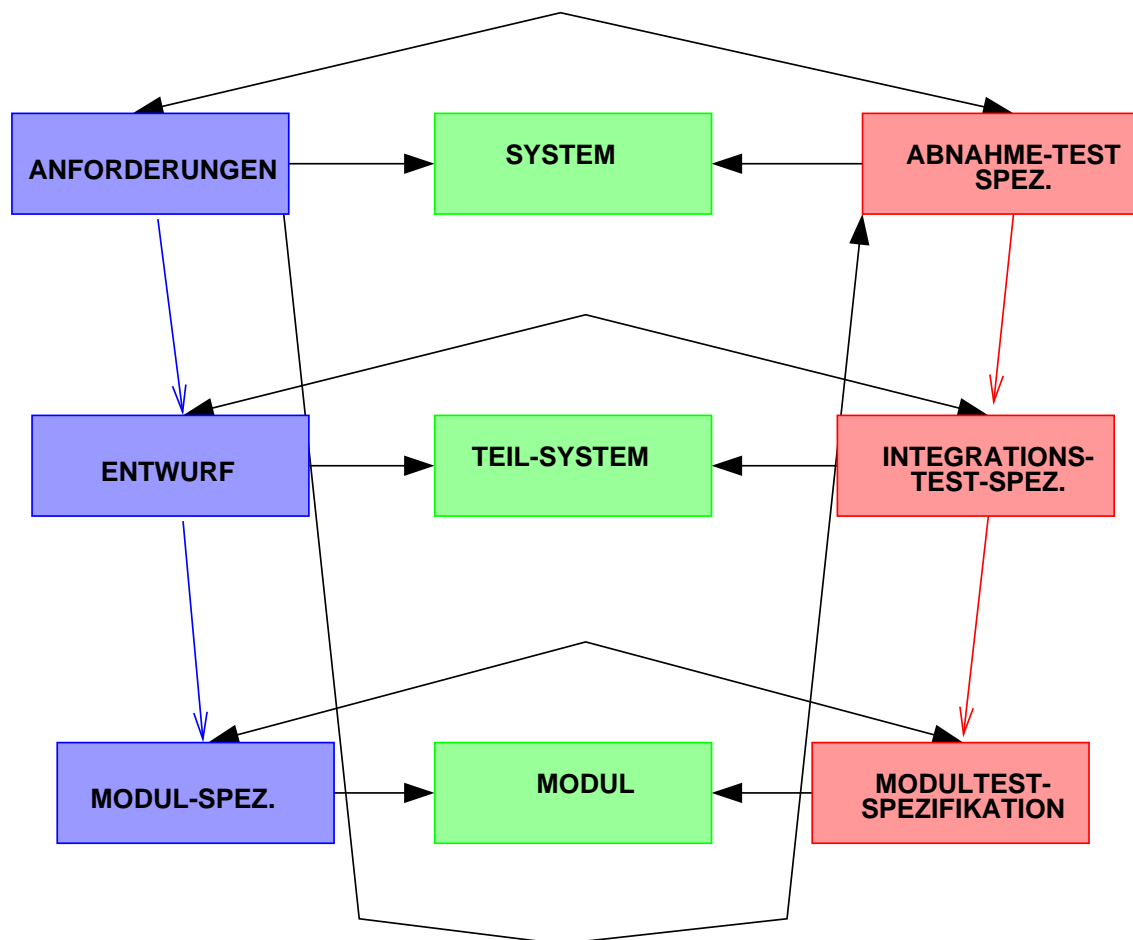 ANFORDERUNGEN
SYSTEM
ABNAHME-TEST
SPEZ.
ENTWURF
TEIL-SYSTEM
INTEGRATIONS-
TEST-SPEZ.
MODUL-SPEZ.
MODUL
MODULTEST-
SPEZIFIKATION